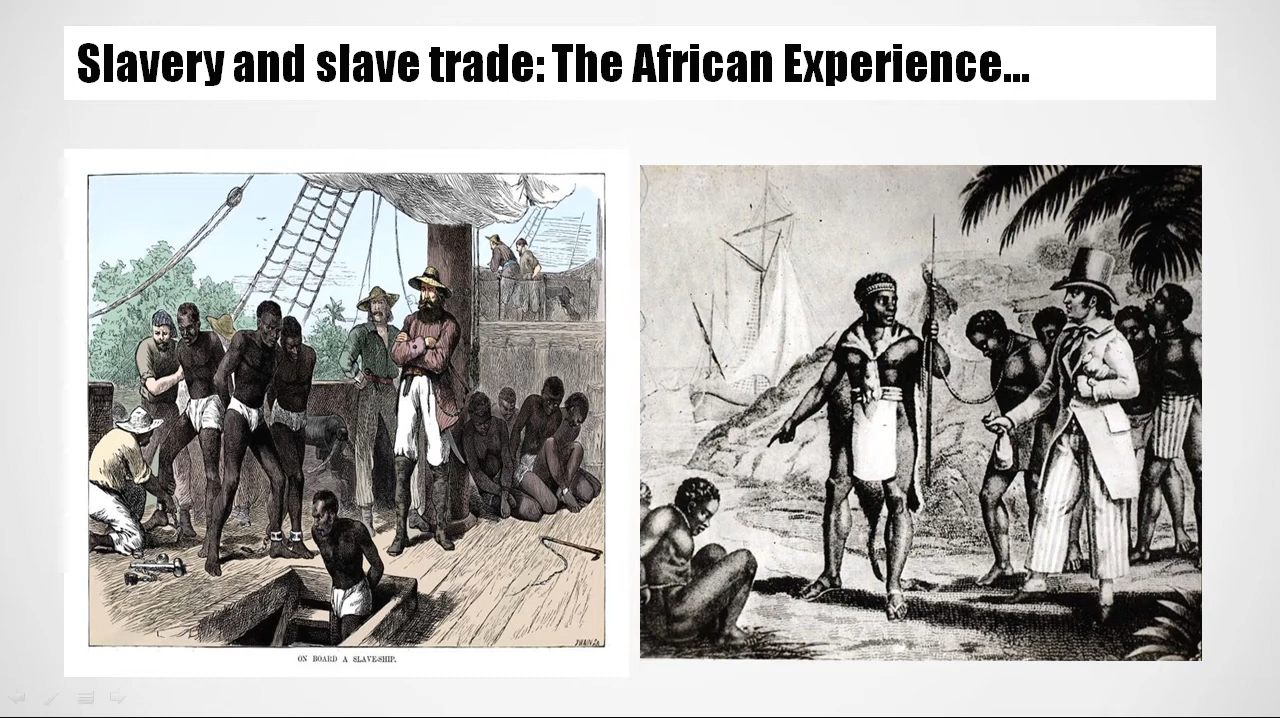 Slavery and slave trade: The African Experience...
ON BOARD A SLAVE-SHIP.